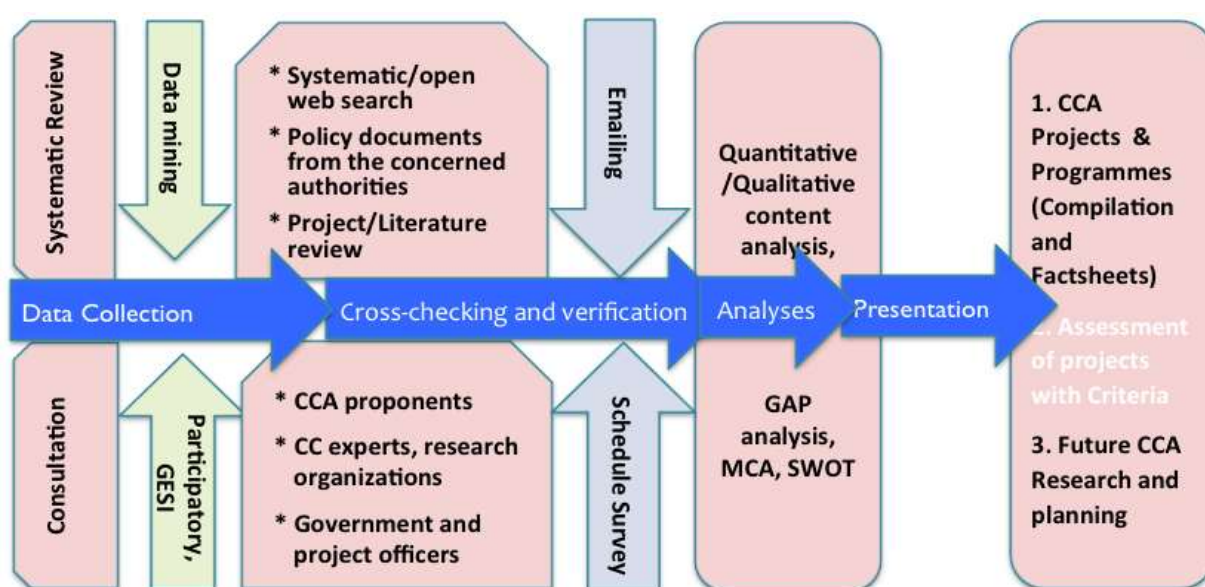 Systematic Review
Data mining
* Systematic/open
web search
* Policy documents
from the concerned
authorities
* Project/Literature
review
Emailing
Quantitative
/Qualitative
content
analysis,
1. CCA
Projects &
Programmes
(Compilation
and
Factsheets)
Data Collection
Cross-checking and verification
Analyses
Presentation
2. Assessment
of projects
with Criteria
3. Future CCA
Research and
planning
Consultation
Participatory,
GESI
* CCA proponents
* CC experts, research
organizations
* Government and
project officers
Schedule Survey
GAP
analysis,
MCA, SWOT